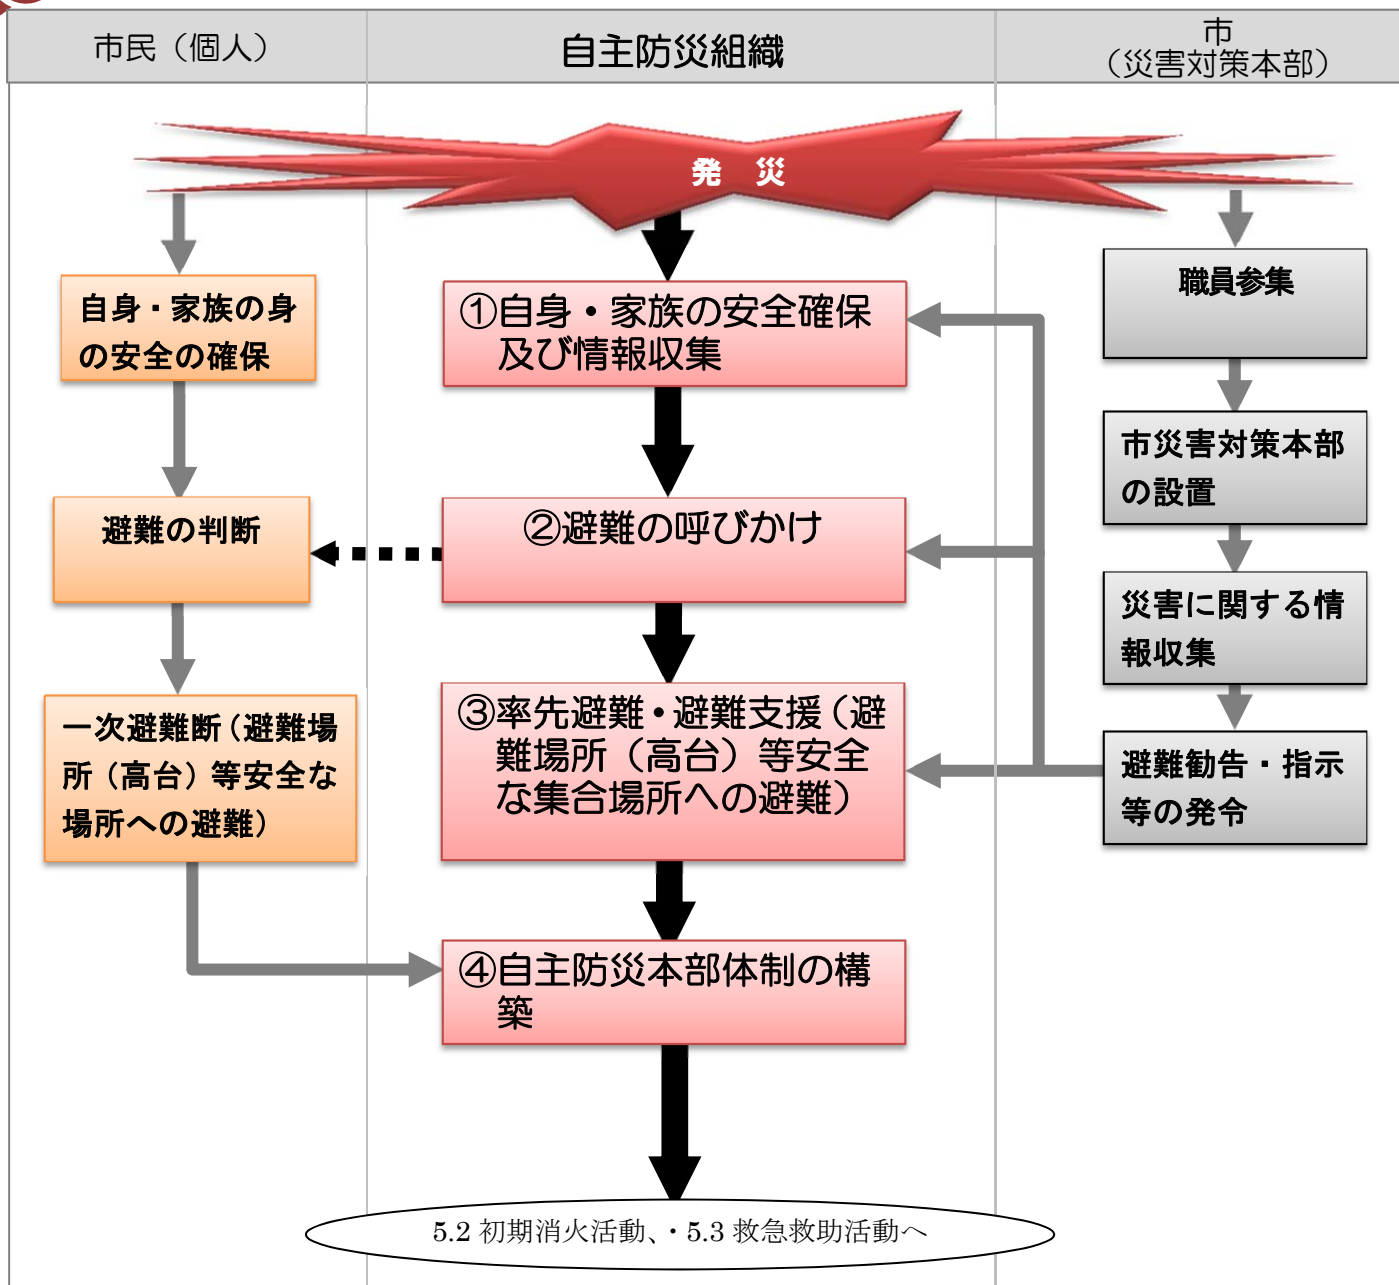 市民（個人）
自主防災組織
市
（災害対策本部）
発　災
自身・家族の身
の安全の確保
避難の判断
一次避難断（避難場
所（高台）等安全な
場所への避難）
①自身・家族の安全確保
及び情報収集
②避難の呼びかけ
③率先避難・避難支援（避
難場所（高台）等安全
な集合場所への避難）
④自主防災本部体制の構
築
職員参集
市災害対策本部
の設置
災害に関する情
報収集
避難勧告・指示
等の発令
5.2 初期消火活動、・5.3 救急救助活動へ